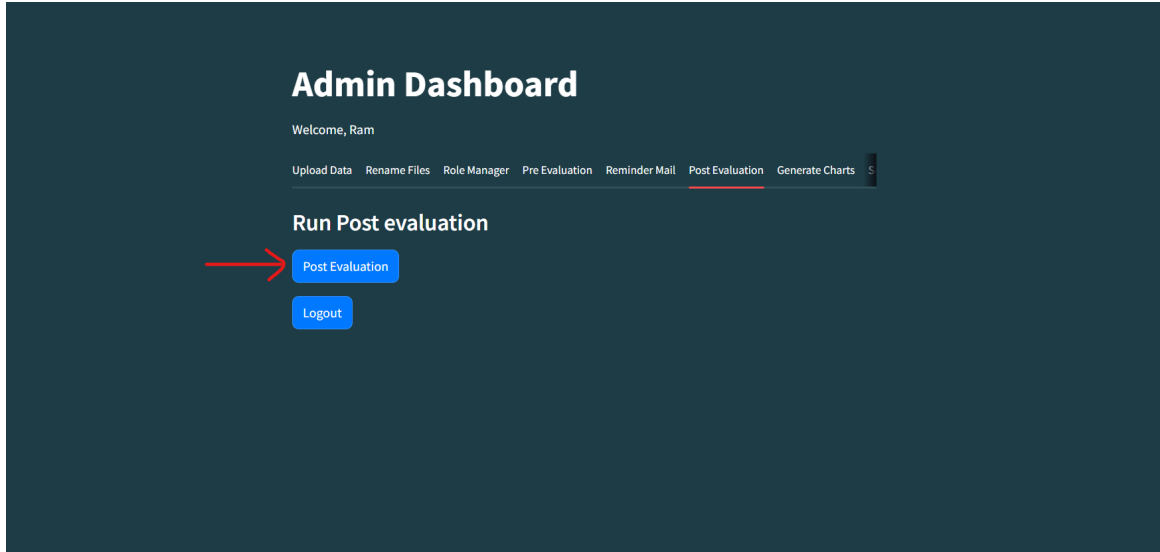 Admin Dashboard
Welcome, Ram
Upload Data Rename Files Role Manager Pre Evaluation Reminder Mail Post Evaluation Generate Charts
Run Post evaluation
Post Evaluation
Logout